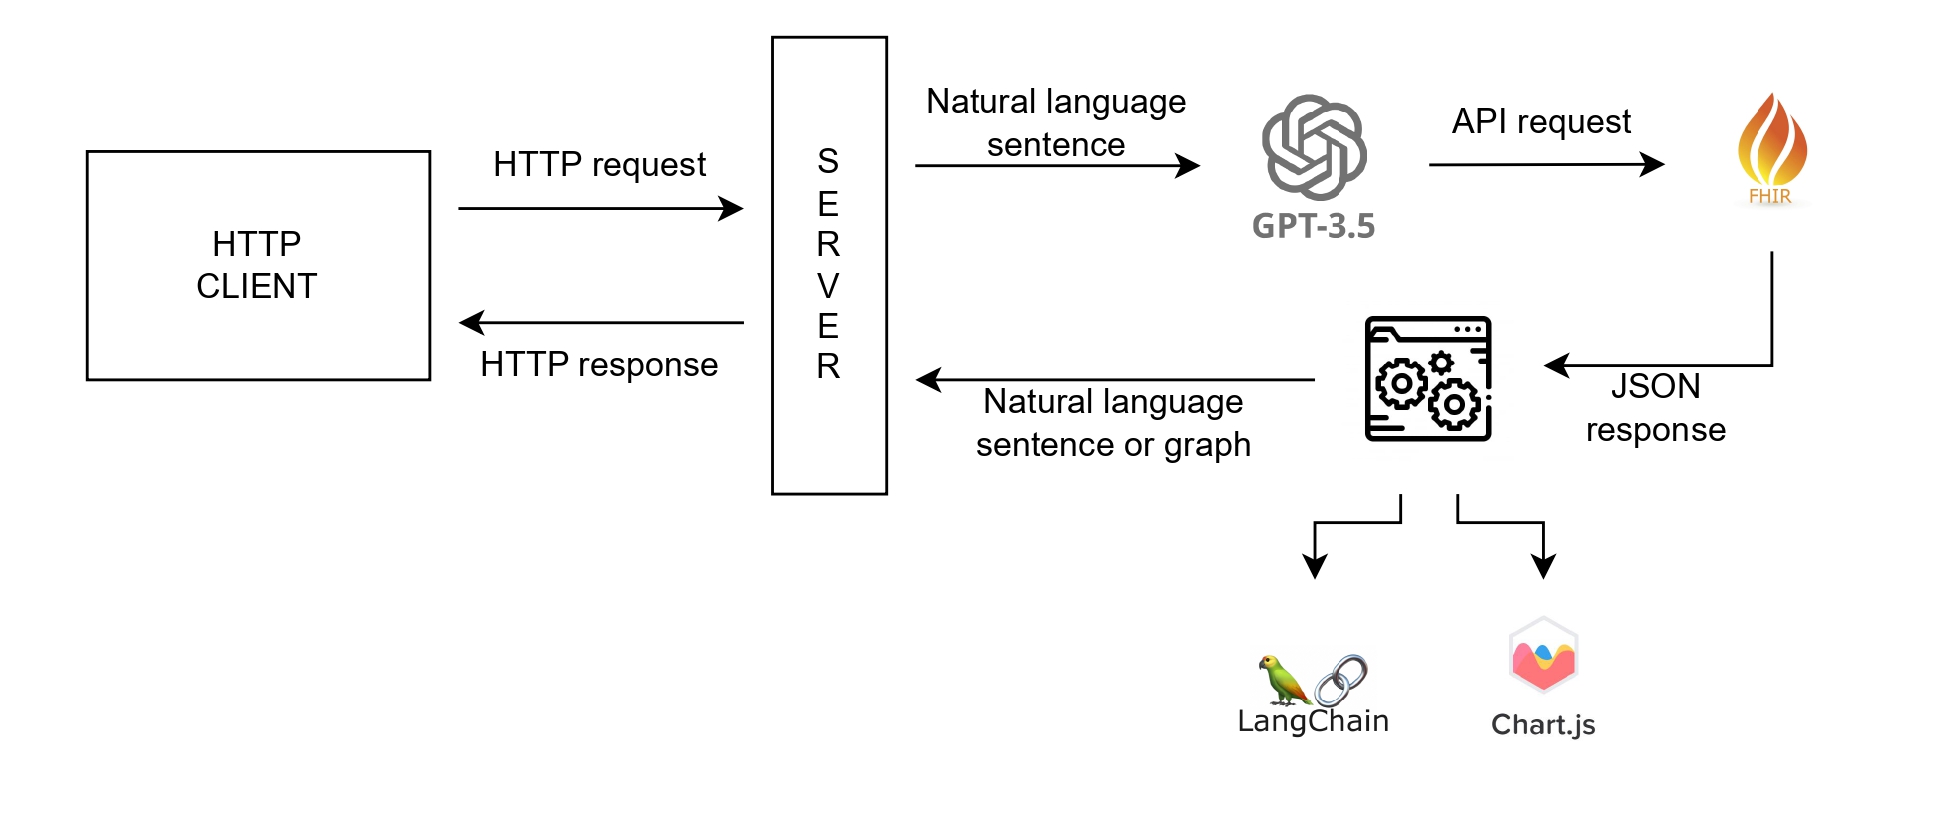 HTTP
CLIENT
HTTP request
HTTP response
S
E
R
V
E
R
Natural language
sentence
GPT-3.5
API request
FHIR
JSON
response
Natural language
sentence or graph
LangChain
Chart.js